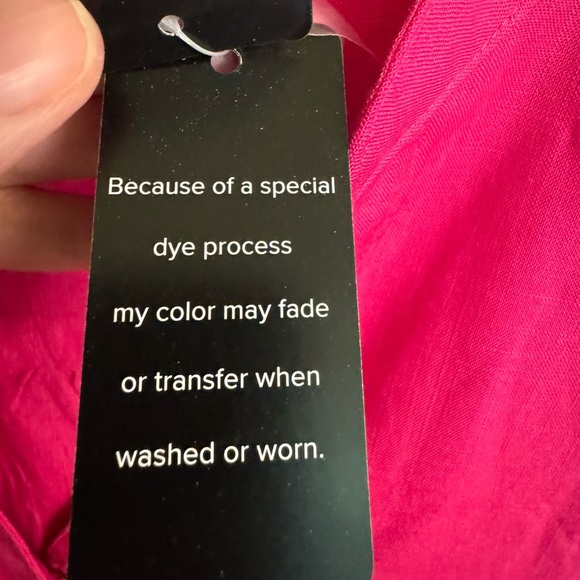 Because of a special
dye process
my color may fade
or transfer when
washed or worn.